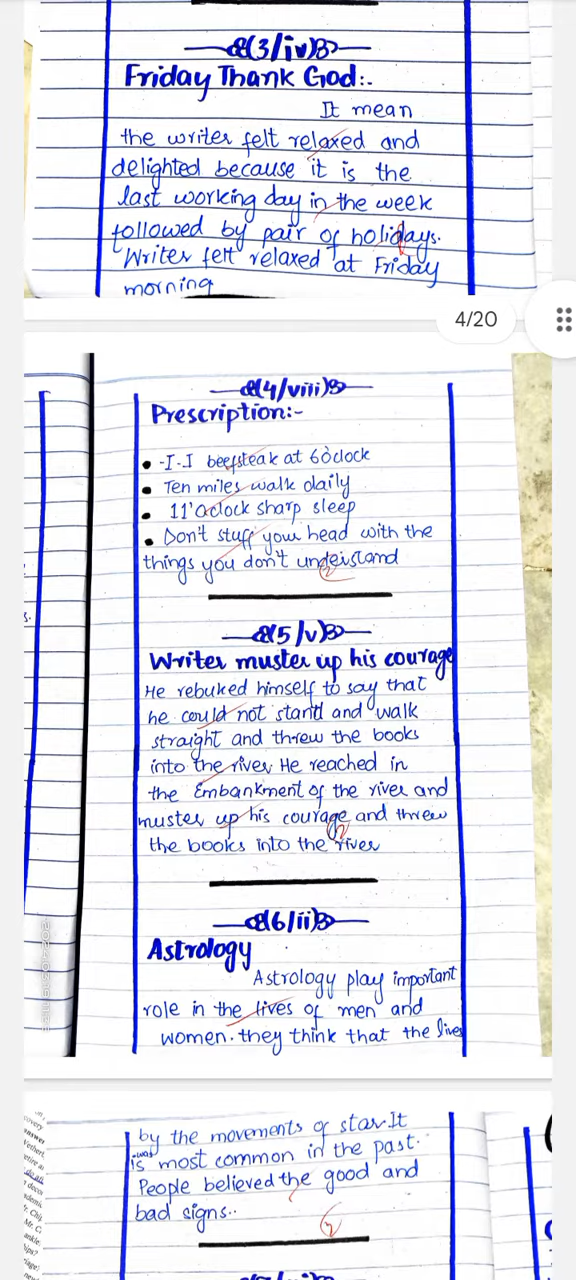 (3/iv)
Friday Thank God:-
It mean
the writer felt relaxed and
delighted because it is the
last working day in the week
followed by pair of holidays.
Writer felt relaxed at Friday
morning
4/20
(4/viii)
Prescription:-
• -I-I beefsteak at 6óclock
• Ten miles walk daily
• 11'Oclock sharp sleep
• Don't stuff your head with the
things you don't understand
2
(5/v)
Writer muster up his courage
He rebuked himself to say that
he could not stand and walk
straight and threw the books
into the river. He reached in
the Embankment of the river and
muster up his courage and threw
2
the books into the river
(6/ii)
Astrology
Astrology play important
role in the lives of men and
women. they think that the lives
by the movements of star. It
was
is most common in the past.
People believed the good and
bad signs..
2